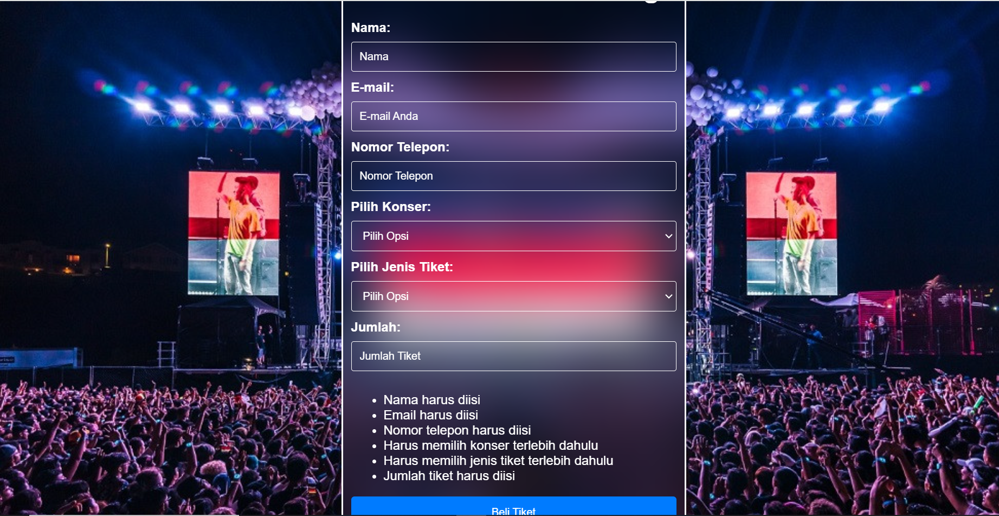 Nama:
Nama
E-mail:
E-mail Anda
Nomor Telepon:
Nomor Telepon
Pilih Konser:
Pilih Opsi
Pilih Jenis Tiket:
Pilih Opsi
Jumlah:
Jumlah Tiket
• Nama harus diisi
• Email harus diisi
• Nomor telepon harus diisi
• Harus memilih konser terlebih dahulu
• Harus memilih jenis tiket terlebih dahulu
• Jumlah tiket harus diisi
Beli Tiket